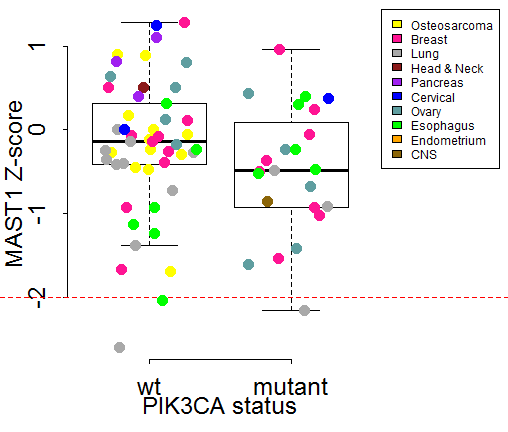 Osteosarcoma
Breast
Lung
Head & Neck
Pancreas
Cervical
Ovary
Esophagus
Endometrium
CNS
MAST1 Z-score
1
0
-1
-2
wt mutant
PIK3CA status